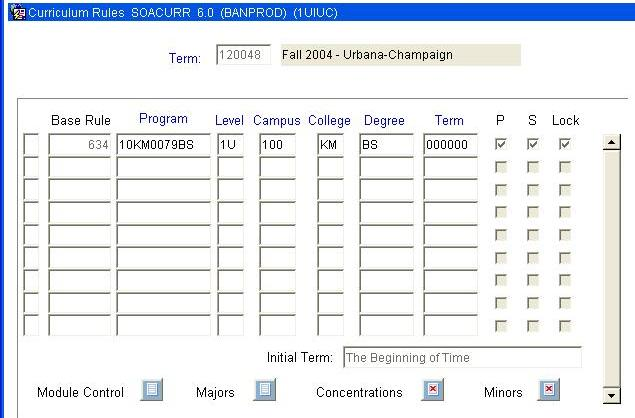 Curriculum Rules SOACURR 6.0 (BANPROD) (1UIUC)
Term: 120048 Fall 2004 - Urbana-Champaign
Base Rule Program Level Campus College Degree Term P S Lock
634 10KM0079BS 1U 100 KM BS 000000
Initial Term: The Beginning of Time
Module Control Majors Concentrations Minors